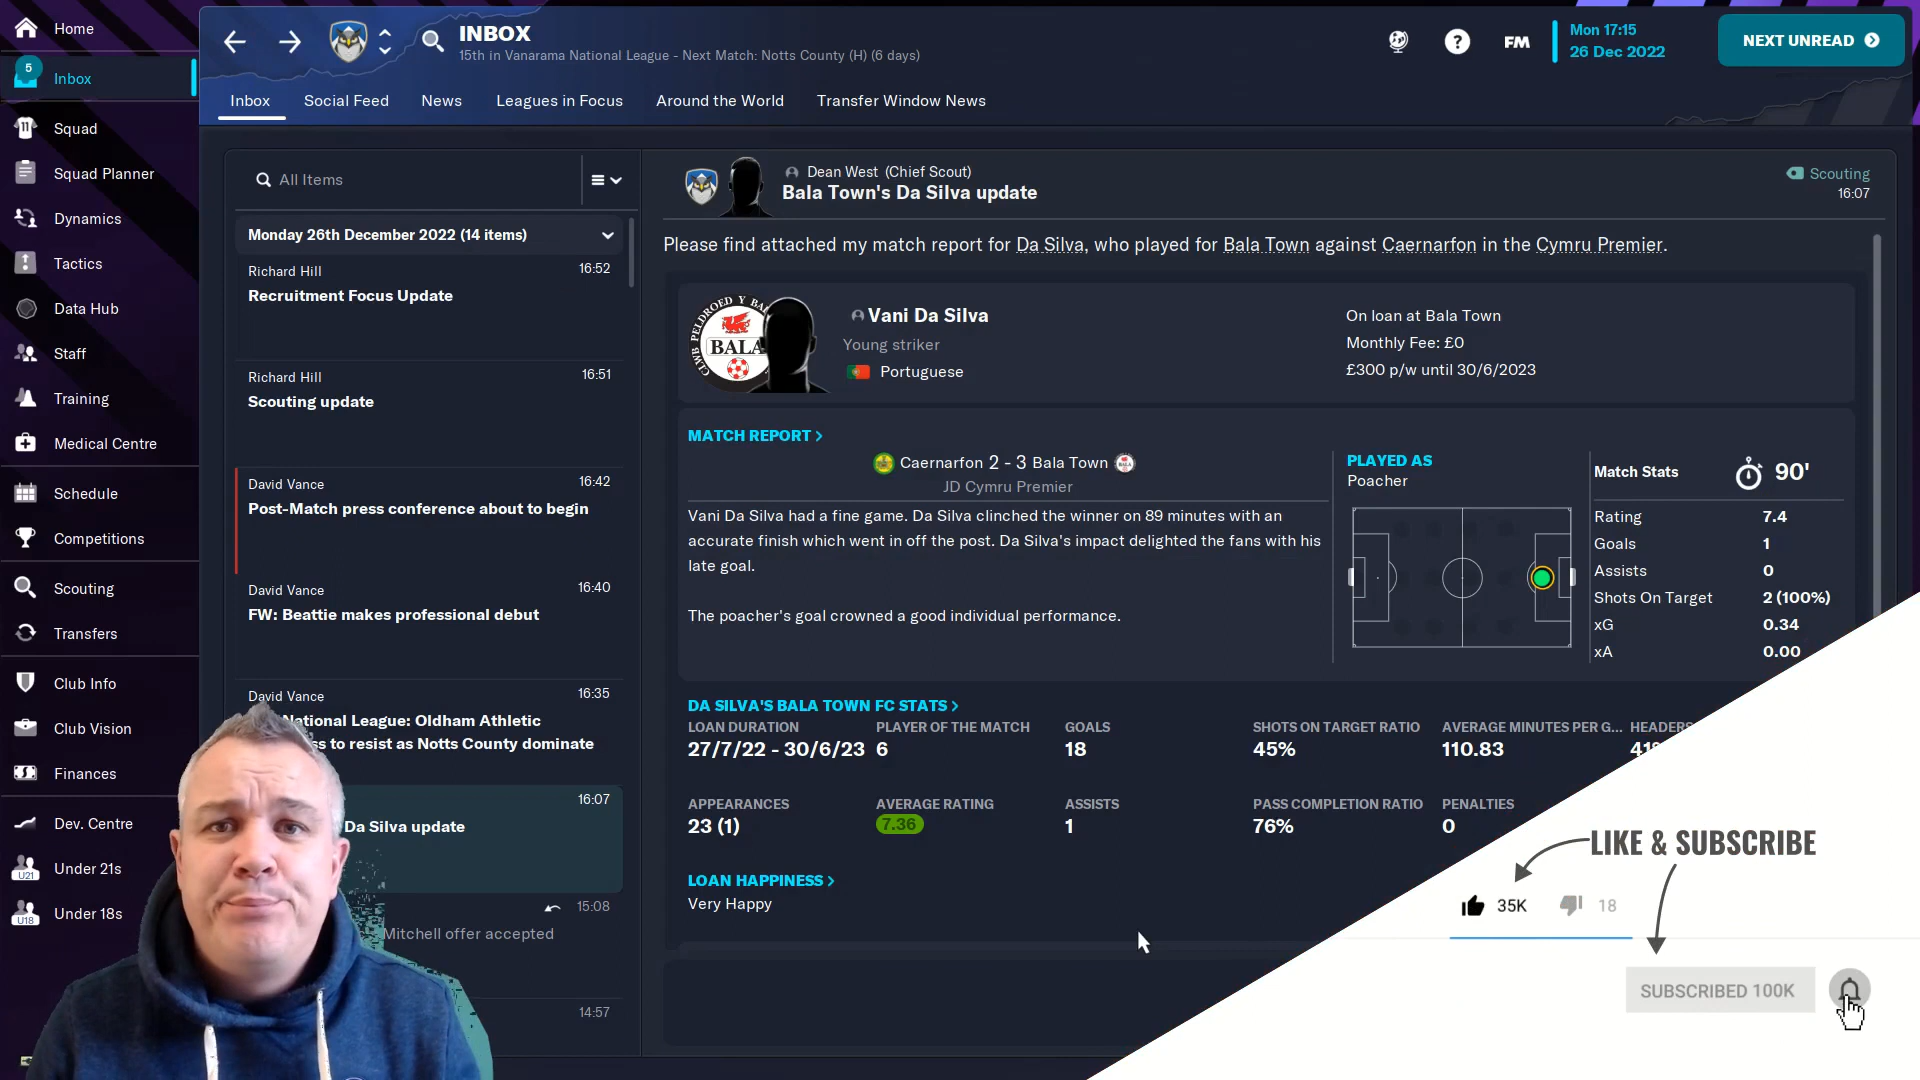 Home
5
Inbox
Squad
Squad Planner
Dynamics
Tactics
Data Hub
Staff
Training
Medical Centre
Schedule
Competitions
Scouting
Transfers
Club Info
Club Vision
Finances
Dev. Centre
U21
Under 21s
U18
Under 18s
INBOX
15th in Vanarama National League - Next Match: Notts County (H) (6 days)
?
FM
Mon 17:15
26 Dec 2022
NEXT UNREAD
Inbox
Social Feed
News
Leagues in Focus
Around the World
Transfer Window News
All Items
Monday 26th December 2022 (14 items)
Richard Hill
16:52
Recruitment Focus Update
Richard Hill
16:51
Scouting update
David Vance
16:42
Post-Match press conference about to begin
David Vance
16:40
FW: Beattie makes professional debut
David Vance
16:35
National League: Oldham Athletic
ss to resist as Notts County dominate
16:07
Da Silva update
15:08
Mitchell offer accepted
14:57
Dean West (Chief Scout)
Bala Town's Da Silva update
Scouting
16:07
Please find attached my match report for Da Silva, who played for Bala Town against Caernarfon in the Cymru Premier.
BALA
Vani Da Silva
Young striker
Portuguese
On loan at Bala Town
Monthly Fee: £0
£300 p/w until 30/6/2023
MATCH REPORT >
Caernarfon 2 - 3 Bala Town
JD Cymru Premier
Vani Da Silva had a fine game. Da Silva clinched the winner on 89 minutes with an
accurate finish which went in off the post. Da Silva's impact delighted the fans with his
late goal.
The poacher's goal crowned a good individual performance.
PLAYED AS
Poacher
Match Stats
90'
Rating 7.4
Goals 1
Assists 0
Shots On Target 2 (100%)
xG 0.34
xA 0.00
DA SILVA'S BALA TOWN FC STATS >
LOAN DURATION
27/7/22 - 30/6/23
PLAYER OF THE MATCH
6
GOALS
18
SHOTS ON TARGET RATIO
45%
AVERAGE MINUTES PER G...
110.83
HEADERS
APPEARANCES
23 (1)
AVERAGE RATING
7.36
ASSISTS
1
PASS COMPLETION RATIO
76%
PENALTIES
0
LOAN HAPPINESS >
Very Happy
LIKE & SUBSCRIBE
35K
18
SUBSCRIBED 100K